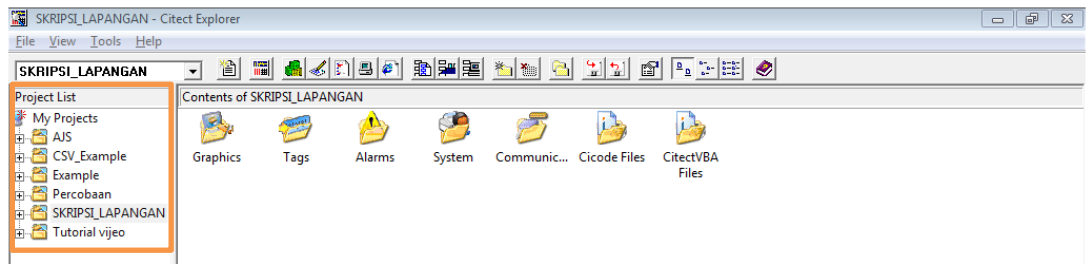 SKRIPSI_LAPANGAN - Citect Explorer
File View Tools Help
SKRIPSI_LAPANGAN
Project List
Contents of SKRIPSI_LAPANGAN
My Projects
AJS
CSV_Example
Example
Percobaan
SKRIPSI_LAPANGAN
Tutorial vijeo
Graphics
Tags
Alarms
System
Communic...
Cicode Files
CitectVBA
Files